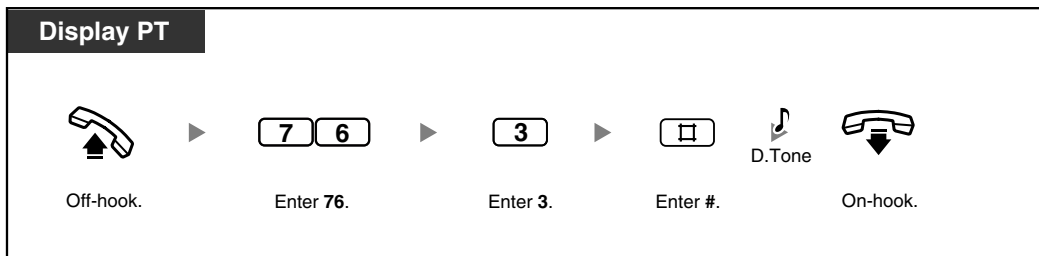 Display PT
7 6 3 #
D.Tone
Off-hook. Enter 76. Enter 3. Enter #. On-hook.